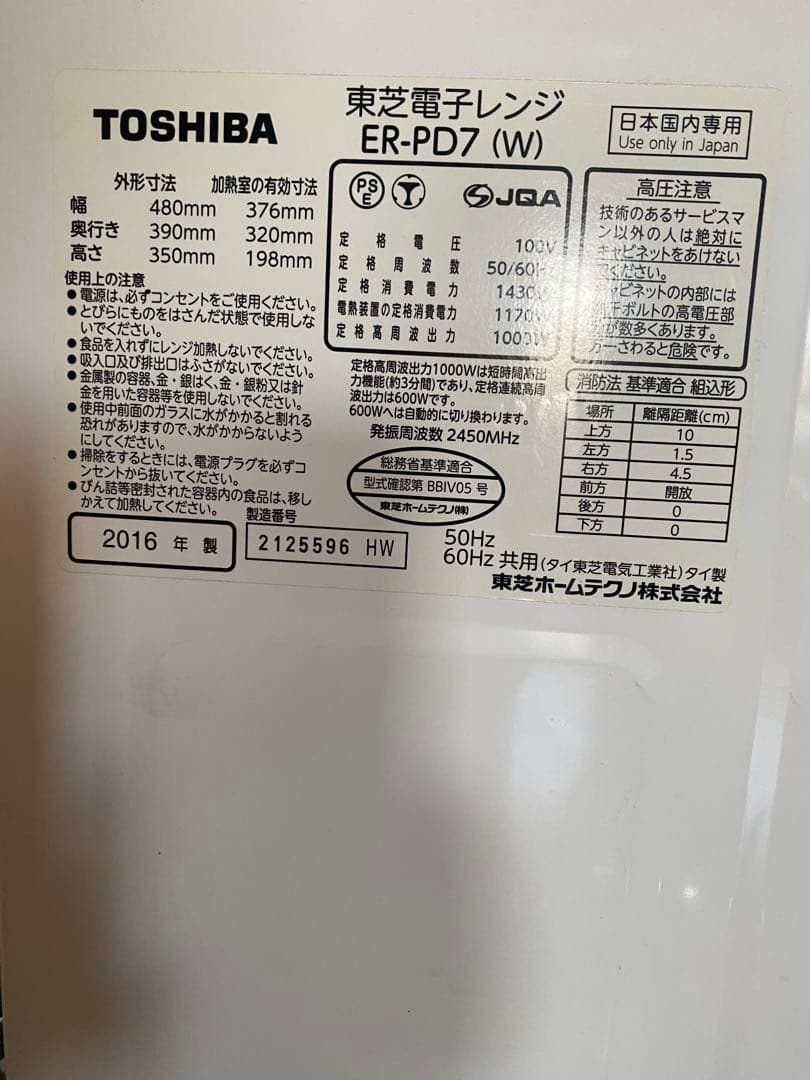 TOSHIBA
東芝電子レンジ
ER-PD7 (W)
日本国内専用
Use only in Japan
外形寸法 加熱室の有効寸法
幅 480mm 376mm
奥行き 390mm 320mm
高さ 350mm 198mm
使用上の注意
●電源は、必ずコンセントをご使用ください。
●とびらにものをはさんだ状態で使用しな
いでください。
●食品を入れずにレンジ加熱しないでください。
●吸入口及び排出口はふさがないでください。
●金属製の容器、金・銀はく、金・銀粉又は針
金を用いた容器等を使用しないでください。
●使用中前面のガラスに水がかかると割れる
恐れがありますので、水がかからないよう
にしてください。
●掃除をするときには、電源プラグを必ずコ
ンセントから抜いてください。
●びん詰等密封された容器内の食品は、移し
かえて加熱してください。
2016 年 製
製造番号
2125596 HW
PS
E
JQA
定格電圧 100V
定格周波数 50/60Hz
定格消費電力 1430W
電熱装置の定格消費電力 1170W
定格高周波出力 1000W
定格高周波出力1000Wは短時間高出
力機能(約3分間)であり、定格連続高周
波出力は600Wです。
600Wへは自動的に切り換わります。
発振周波数 2450MHz
総務省基準適合
型式確認第 BBIV05 号
東芝ホームテクノ(株)
高圧注意
技術のあるサービスマ
ン以外の人は絶対に
キャビネットをあけない
でください。
キャビネットの内部には
千ボルトの高電圧部
分が数多くあります。
万一さわると危険です。
消防法 基準適合 組込形
場所 離隔距離(cm)
上方 10
左方 1.5
右方 4.5
前方 開放
後方 0
下方 0
50Hz
60Hz 共用 (タイ東芝電気工業社) タイ製
東芝ホームテクノ株式会社